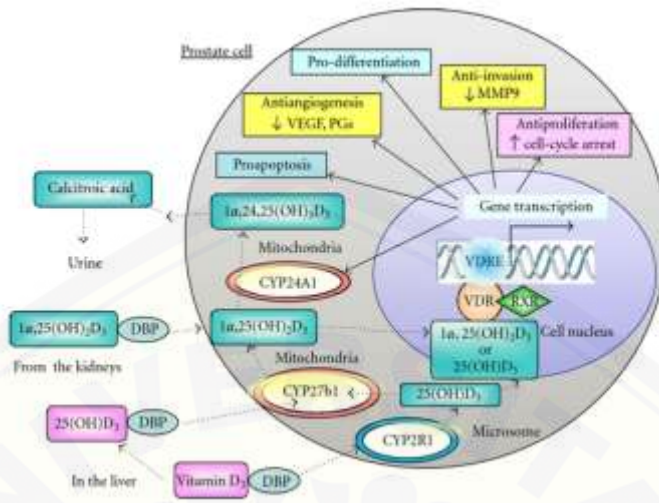 Prostate cell
Pro-differentiation
Anti-invasion
↓ MMP9
Antiangiogenesis
↓ VEGF, PGs
Antiproliferation
↑ cell-cycle arrest
Proapoptosis
Calcitroic acid
1α,24,25(OH)3D3
Gene transcription
Urine
Mitochondria
CYP24A1
VDRE
VDR
RXR
1α,25(OH)2D3
DBP
1α,25(OH)2D3
1α, 25(OH)2D3
or
25(OH)D3
Cell nucleus
From the kidneys
Mitochondria
CYP27b1
25(OH)D3
25(OH)D3
DBP
CYP2R1
Microsome
In the liver
Vitamin D3
DBP